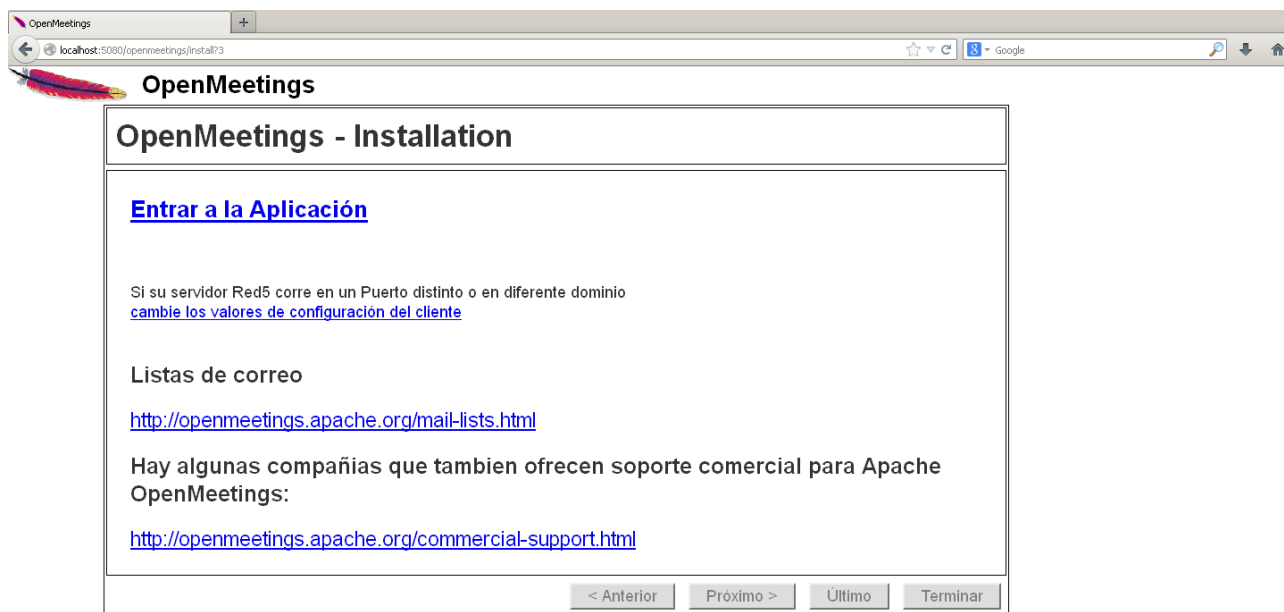 OpenMeetings
localhost:5080/openmeetings/install?3
Google
OpenMeetings
OpenMeetings - Installation
Entrar a la Aplicación
Si su servidor Red5 corre en un Puerto distinto o en diferente dominio
cambie los valores de configuración del cliente
Listas de correo
http://openmeetings.apache.org/mail-lists.html
Hay algunas compañias que tambien ofrecen soporte comercial para Apache
OpenMeetings:
http://openmeetings.apache.org/commercial-support.html
< Anterior
Próximo >
Último
Terminar